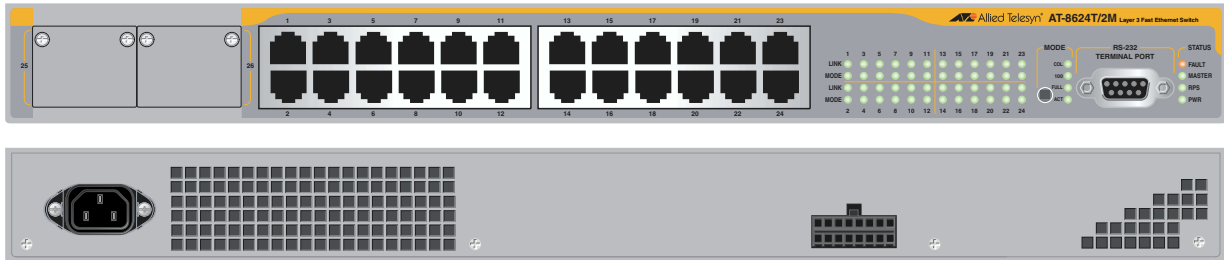 1 3 5 7 9 11 13 15 17 19 21 23
Allied Telesyn® AT-8624T/2M Layer 3 Fast Ethernet Switch
25
26
2 4 6 8 10 12 14 16 18 20 22 24
1 3 5 7 9 11 13 15 17 19 21 23
LINK
MODE
LINK
MODE
2 4 6 8 10 12 14 16 18 20 22 24
MODE
COL
100
FULL
ACT
RS-232
TERMINAL PORT
STATUS
FAULT
MASTER
RPS
PWR